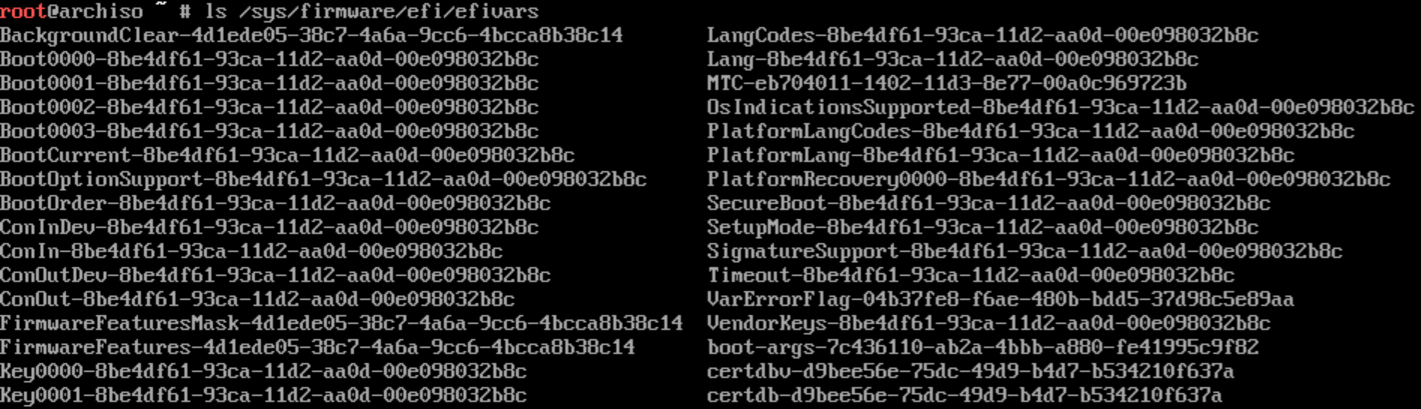 root@archiso ~ # ls /sys/firmware/efi/efivars
BackgroundClear-4d1ede05-38c7-4a6a-9cc6-4bcca8b38c14 LangCodes-8be4df61-93ca-11d2-aa0d-00e098032b8c
Boot0000-8be4df61-93ca-11d2-aa0d-00e098032b8c Lang-8be4df61-93ca-11d2-aa0d-00e098032b8c
Boot0001-8be4df61-93ca-11d2-aa0d-00e098032b8c MTC-eb704011-1402-11d3-8e77-00a0c969723b
Boot0002-8be4df61-93ca-11d2-aa0d-00e098032b8c OsIndicationsSupported-8be4df61-93ca-11d2-aa0d-00e098032b8c
Boot0003-8be4df61-93ca-11d2-aa0d-00e098032b8c PlatformLangCodes-8be4df61-93ca-11d2-aa0d-00e098032b8c
BootCurrent-8be4df61-93ca-11d2-aa0d-00e098032b8c PlatformLang-8be4df61-93ca-11d2-aa0d-00e098032b8c
BootOptionSupport-8be4df61-93ca-11d2-aa0d-00e098032b8c PlatformRecovery0000-8be4df61-93ca-11d2-aa0d-00e098032b8c
BootOrder-8be4df61-93ca-11d2-aa0d-00e098032b8c SecureBoot-8be4df61-93ca-11d2-aa0d-00e098032b8c
ConInDev-8be4df61-93ca-11d2-aa0d-00e098032b8c SetupMode-8be4df61-93ca-11d2-aa0d-00e098032b8c
ConIn-8be4df61-93ca-11d2-aa0d-00e098032b8c SignatureSupport-8be4df61-93ca-11d2-aa0d-00e098032b8c
ConOutDev-8be4df61-93ca-11d2-aa0d-00e098032b8c Timeout-8be4df61-93ca-11d2-aa0d-00e098032b8c
ConOut-8be4df61-93ca-11d2-aa0d-00e098032b8c VarErrorFlag-04b37fe8-f6ae-480b-bdd5-37d98c5e89aa
FirmwareFeaturesMask-4d1ede05-38c7-4a6a-9cc6-4bcca8b38c14 VendorKeys-8be4df61-93ca-11d2-aa0d-00e098032b8c
FirmwareFeatures-4d1ede05-38c7-4a6a-9cc6-4bcca8b38c14 boot-args-7c436110-ab2a-4bbb-a880-fe41995c9f82
Key0000-8be4df61-93ca-11d2-aa0d-00e098032b8c certdbv-d9bee56e-75dc-49d9-b4d7-b534210f637a
Key0001-8be4df61-93ca-11d2-aa0d-00e098032b8c certdb-d9bee56e-75dc-49d9-b4d7-b534210f637a